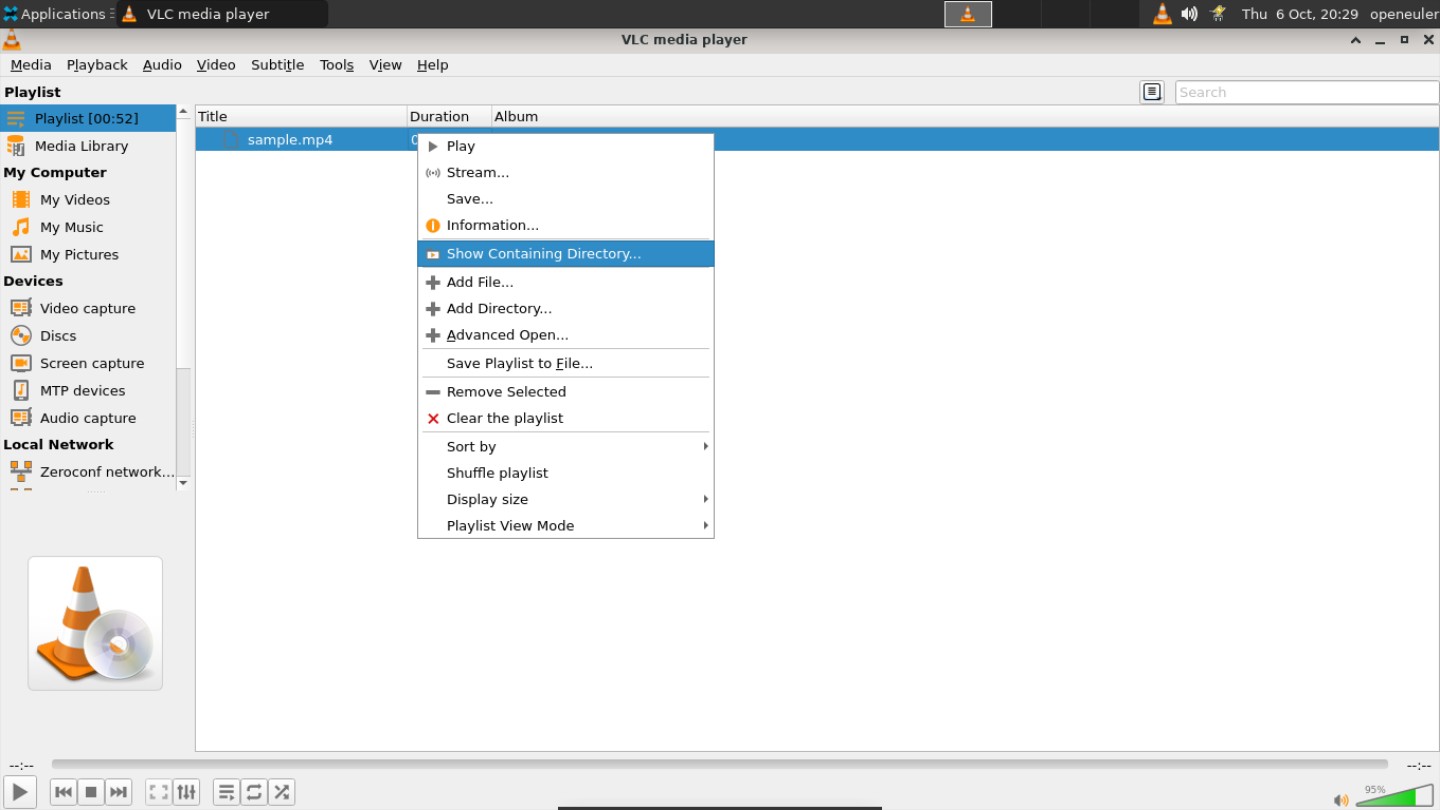 Applications
VLC media player
Thu 6 Oct, 20:29
openeuler
VLC media player
Media
Playback
Audio
Video
Subtitle
Tools
View
Help
Playlist
Search
Playlist [00:52]
Media Library
My Computer
My Videos
My Music
My Pictures
Devices
Video capture
Discs
Screen capture
MTP devices
Audio capture
Local Network
Zeroconf network...
Title
Duration
Album
sample.mp4
Play
Stream...
Save...
Information...
Show Containing Directory...
Add File...
Add Directory...
Advanced Open...
Save Playlist to File...
Remove Selected
Clear the playlist
Sort by
Shuffle playlist
Display size
Playlist View Mode
--:--
--:--
95%